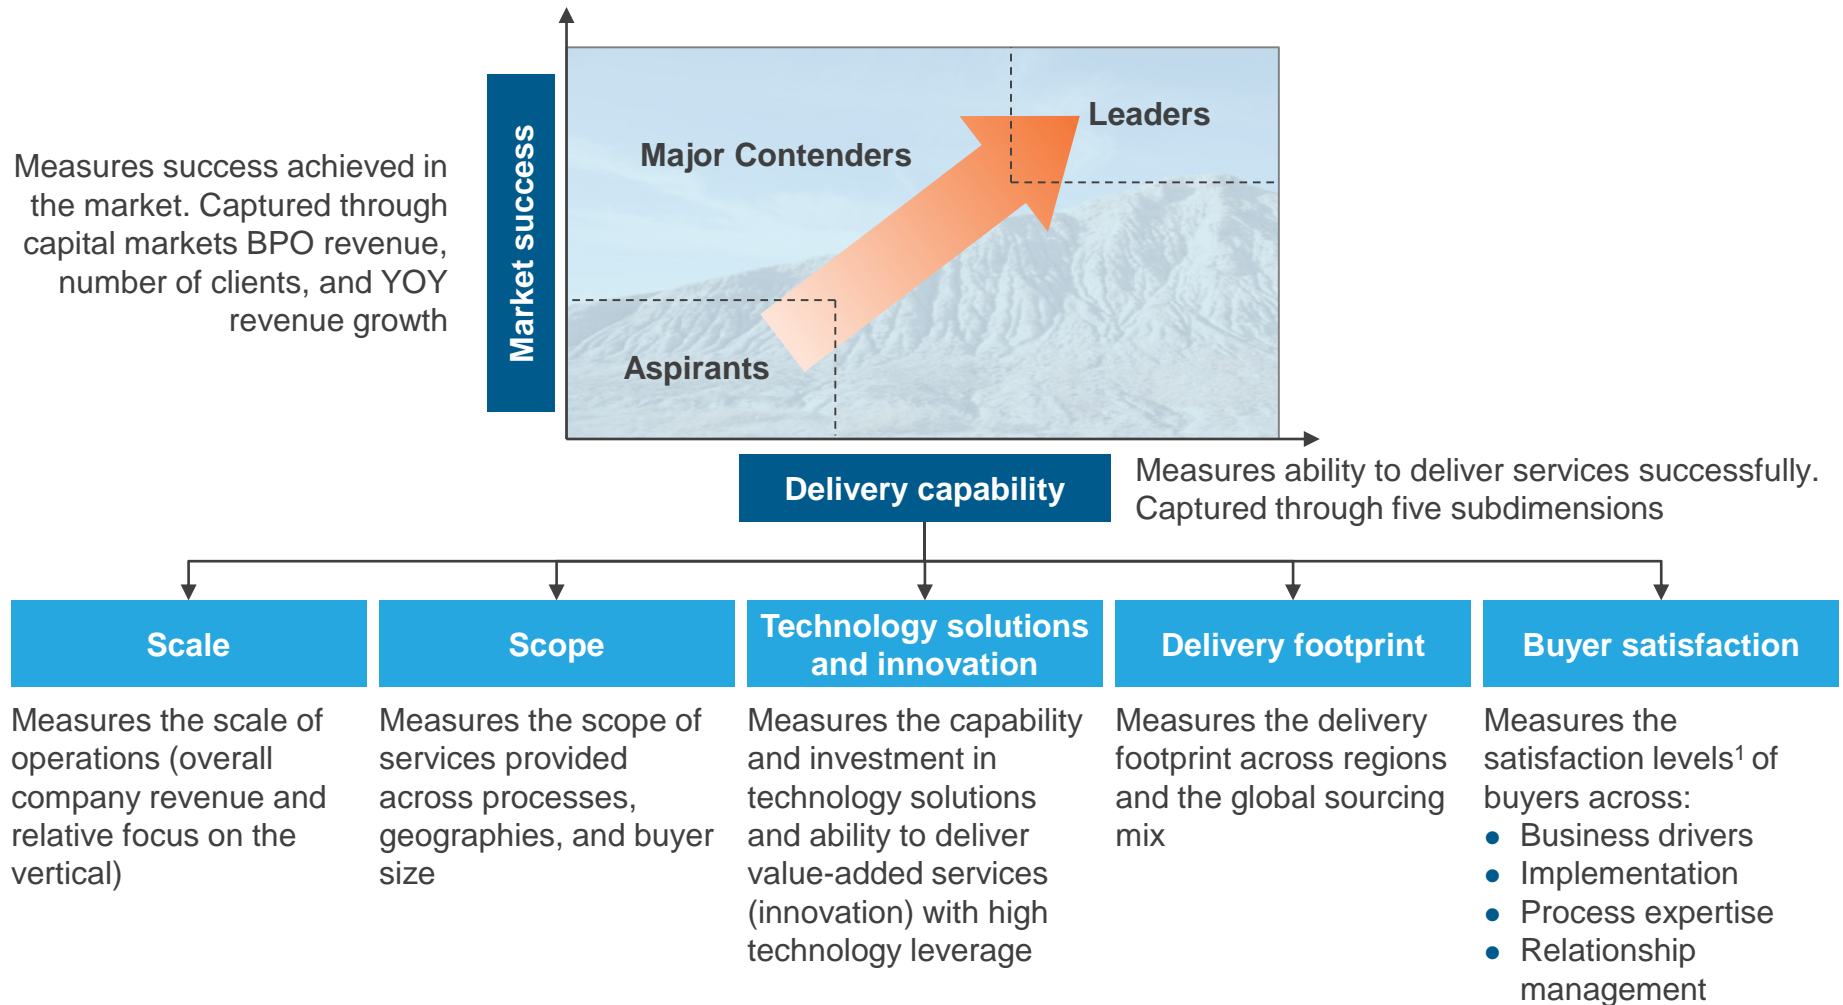 Measures success achieved in
the market. Captured through
capital markets BPO revenue,
number of clients, and YOY
revenue growth
Market success
Major Contenders
Leaders
Aspirants
Delivery capability
Measures ability to deliver services successfully.
Captured through five subdimensions
Scale
Measures the scale of
operations (overall
company revenue and
relative focus on the
vertical)
Scope
Measures the scope of
services provided
across processes,
geographies, and buyer
size
Technology solutions
and innovation
Measures the capability
and investment in
technology solutions
and ability to deliver
value-added services
(innovation) with high
technology leverage
Delivery footprint
Measures the delivery
footprint across regions
and the global sourcing
mix
Buyer satisfaction
Measures the
satisfaction levels¹ of
buyers across:
● Business drivers
● Implementation
● Process expertise
● Relationship
management